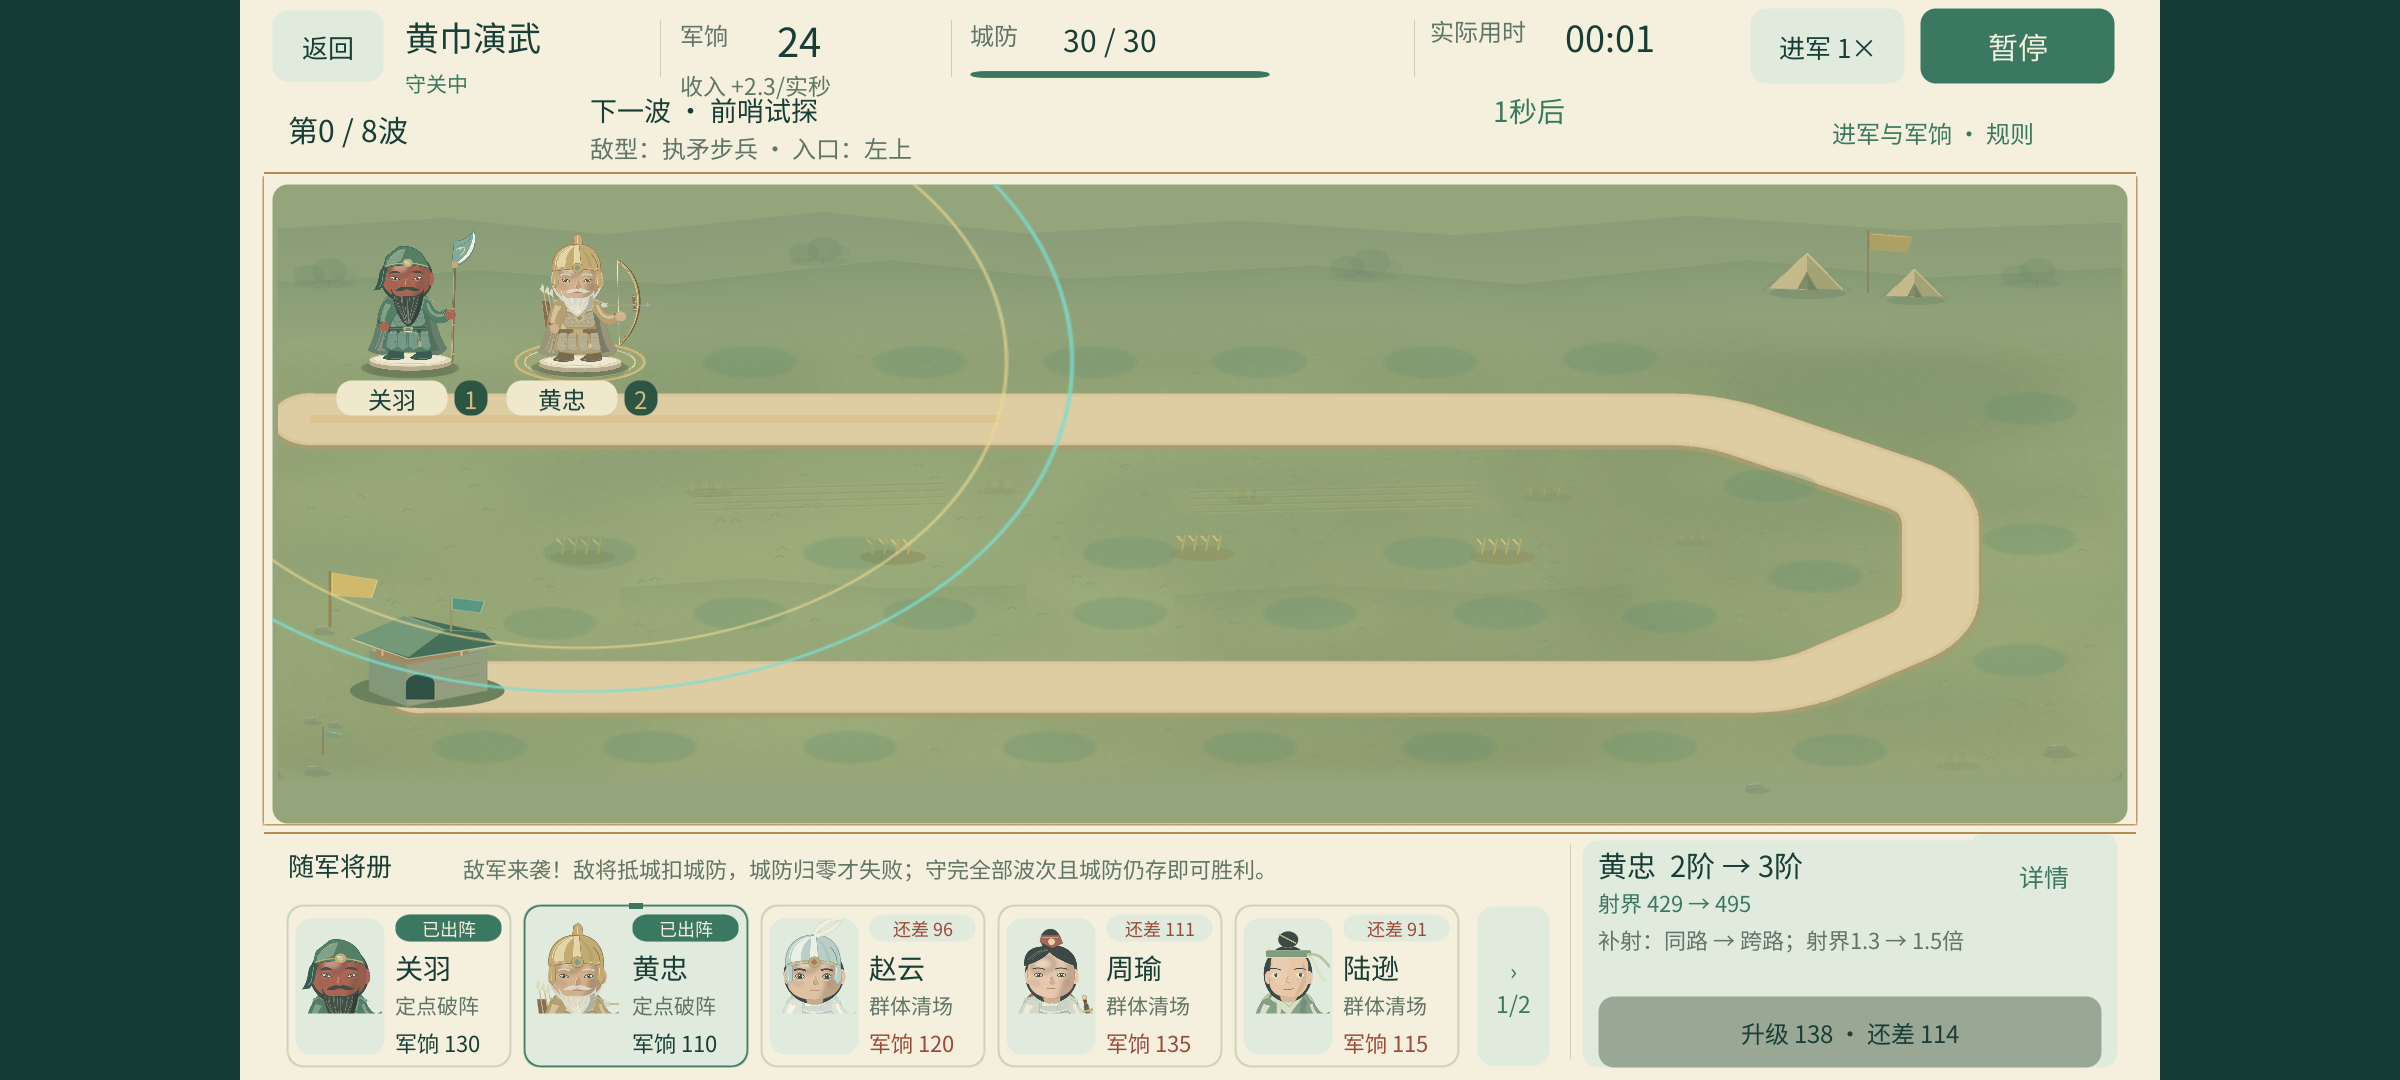 返回
黄巾演武
守关中
军饷 24
收入 +2.3/实秒
城防 30 / 30
实际用时 00:01
进军 1×
暂停
第0 / 8波
下一波 · 前哨试探
敌型：执矛步兵 · 入口：左上
1秒后
进军与军饷 · 规则
关羽 1
黄忠 2
随军将册
敌军来袭！敌将抵城扣城防，城防归零才失败；守完全部波次且城防仍存即可胜利。
已出阵
关羽
定点破阵
军饷 130
已出阵
黄忠
定点破阵
军饷 110
还差 96
赵云
群体清场
军饷 120
还差 111
周瑜
群体清场
军饷 135
还差 91
陆逊
群体清场
军饷 115
›
1/2
黄忠 2阶 → 3阶
详情
射界 429 → 495
补射：同路 → 跨路；射界1.3 → 1.5倍
升级 138 · 还差 114